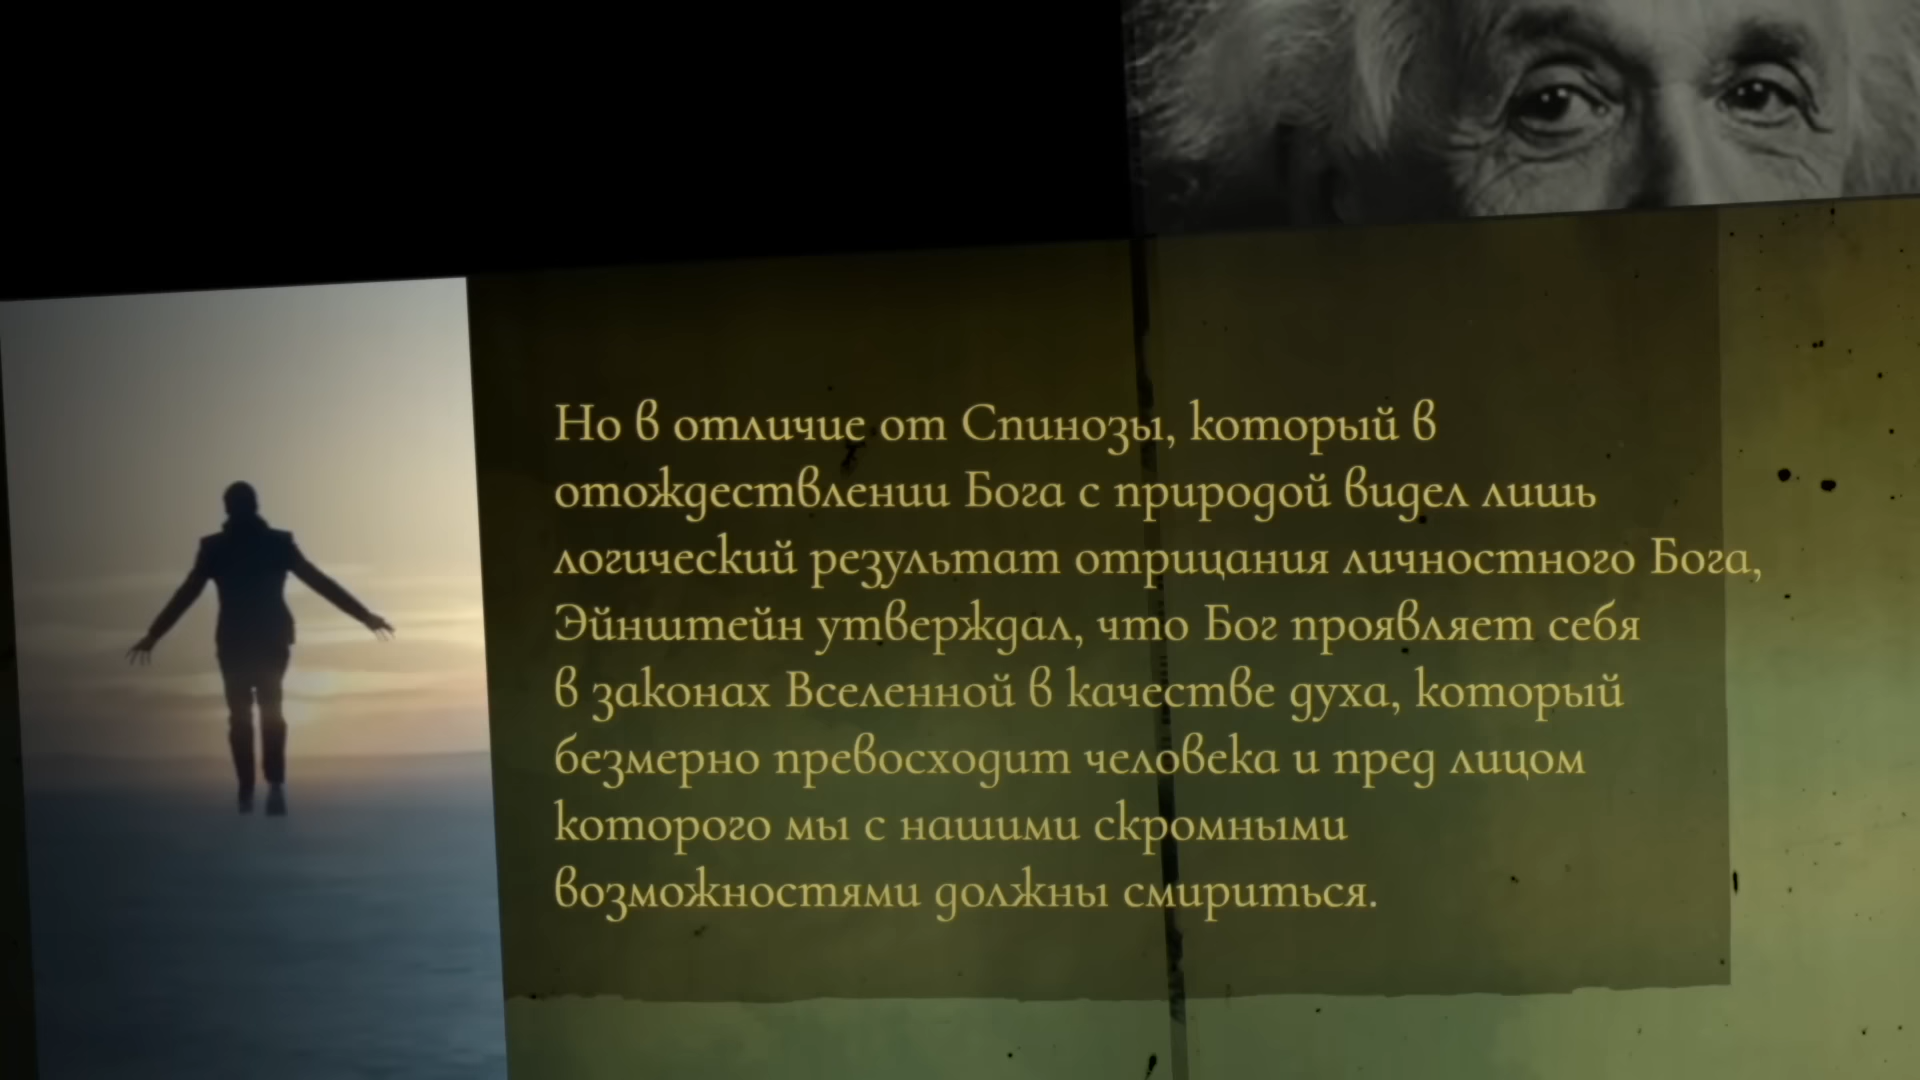 Но в отличие от Спинозы, который в
отождествлении Бога с природой видел лишь
логический результат отрицания личностного Бога,
Эйнштейн утверждал, что Бог проявляет себя
в законах Вселенной в качестве духа, который
безмерно превосходит человека и пред лицом
которого мы с нашими скромными
возможностями должны смириться.